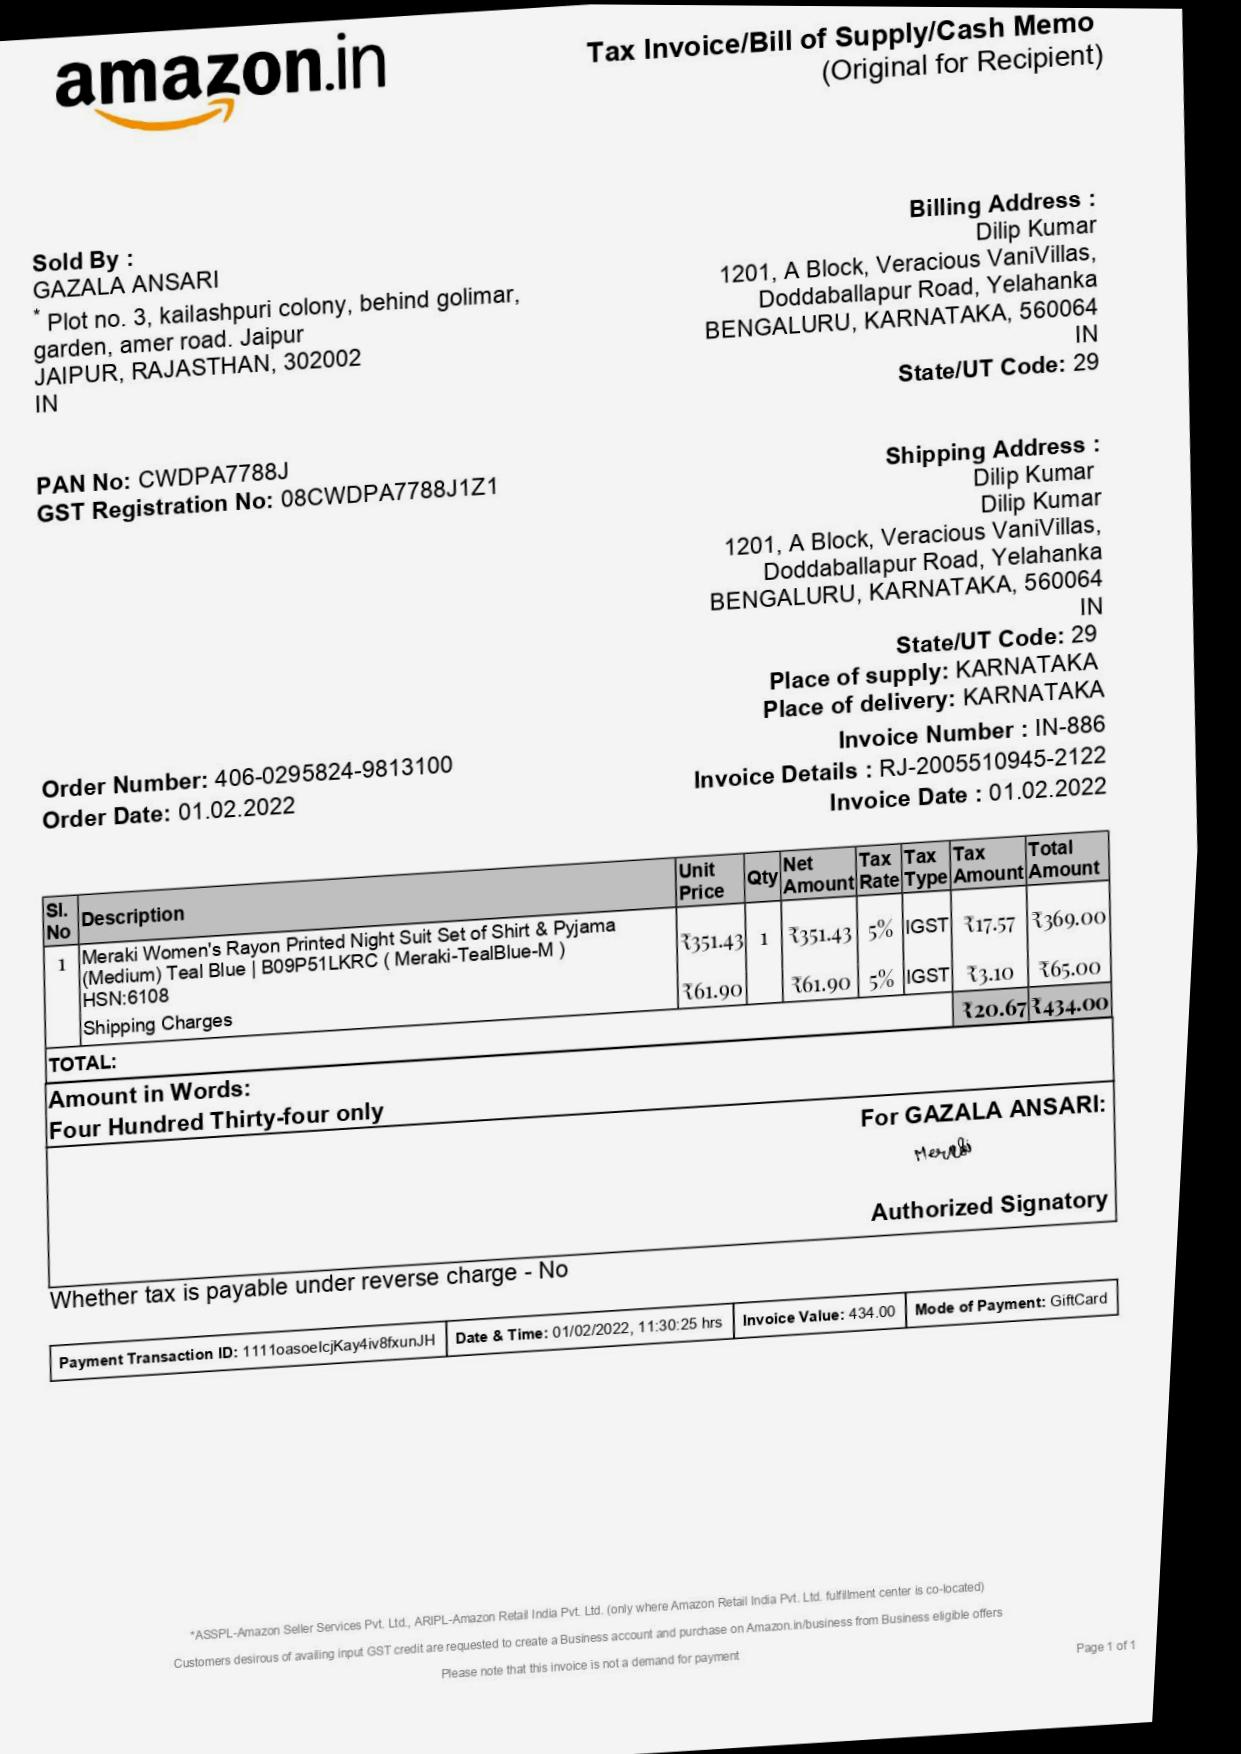 amazon.in
Tax Invoice/Bill of Supply/Cash Memo
(Original for Recipient)
Sold By :
GAZALA ANSARI
* Plot no. 3, kailashpuri colony, behind golimar,
garden, amer road. Jaipur
JAIPUR, RAJASTHAN, 302002
IN
Billing Address :
Dilip Kumar
1201, A Block, Veracious VaniVillas,
Doddaballapur Road, Yelahanka
BENGALURU, KARNATAKA, 560064
IN
State/UT Code: 29
PAN No: CWDPA7788J
GST Registration No: 08CWDPA7788J1Z1
Shipping Address :
Dilip Kumar
Dilip Kumar
1201, A Block, Veracious VaniVillas,
Doddaballapur Road, Yelahanka
BENGALURU, KARNATAKA, 560064
IN
State/UT Code: 29
Place of supply: KARNATAKA
Place of delivery: KARNATAKA
Order Number: 406-0295824-9813100
Order Date: 01.02.2022
Invoice Number : IN-886
Invoice Details : RJ-2005510945-2122
Invoice Date : 01.02.2022
Sl. No Description Unit Price Qty Net Amount Tax Rate Tax Type Tax Amount Total Amount
1 Meraki Women's Rayon Printed Night Suit Set of Shirt & Pyjama ₹351.43 1 ₹351.43 5% IGST ₹17.57 ₹369.00
(Medium) Teal Blue | B09P51LKRC ( Meraki-TealBlue-M )
HSN:6108
Shipping Charges ₹61.90 ₹61.90 5% IGST ₹3.10 ₹65.00
TOTAL: ₹20.67 ₹434.00
Amount in Words:
Four Hundred Thirty-four only
For GAZALA ANSARI:
Meraki
Authorized Signatory
Whether tax is payable under reverse charge - No
Payment Transaction ID: 1111oasoelcjKay4iv8fxunJH Date & Time: 01/02/2022, 11:30:25 hrs Invoice Value: 434.00 Mode of Payment: GiftCard
*ASSPL-Amazon Seller Services Pvt. Ltd., ARIPL-Amazon Retail India Pvt. Ltd. (only where Amazon Retail India Pvt. Ltd. fulfillment center is co-located)
Customers desirous of availing input GST credit are requested to create a Business account and purchase on Amazon.in/business from Business eligible offers
Please note that this invoice is not a demand for payment
Page 1 of 1